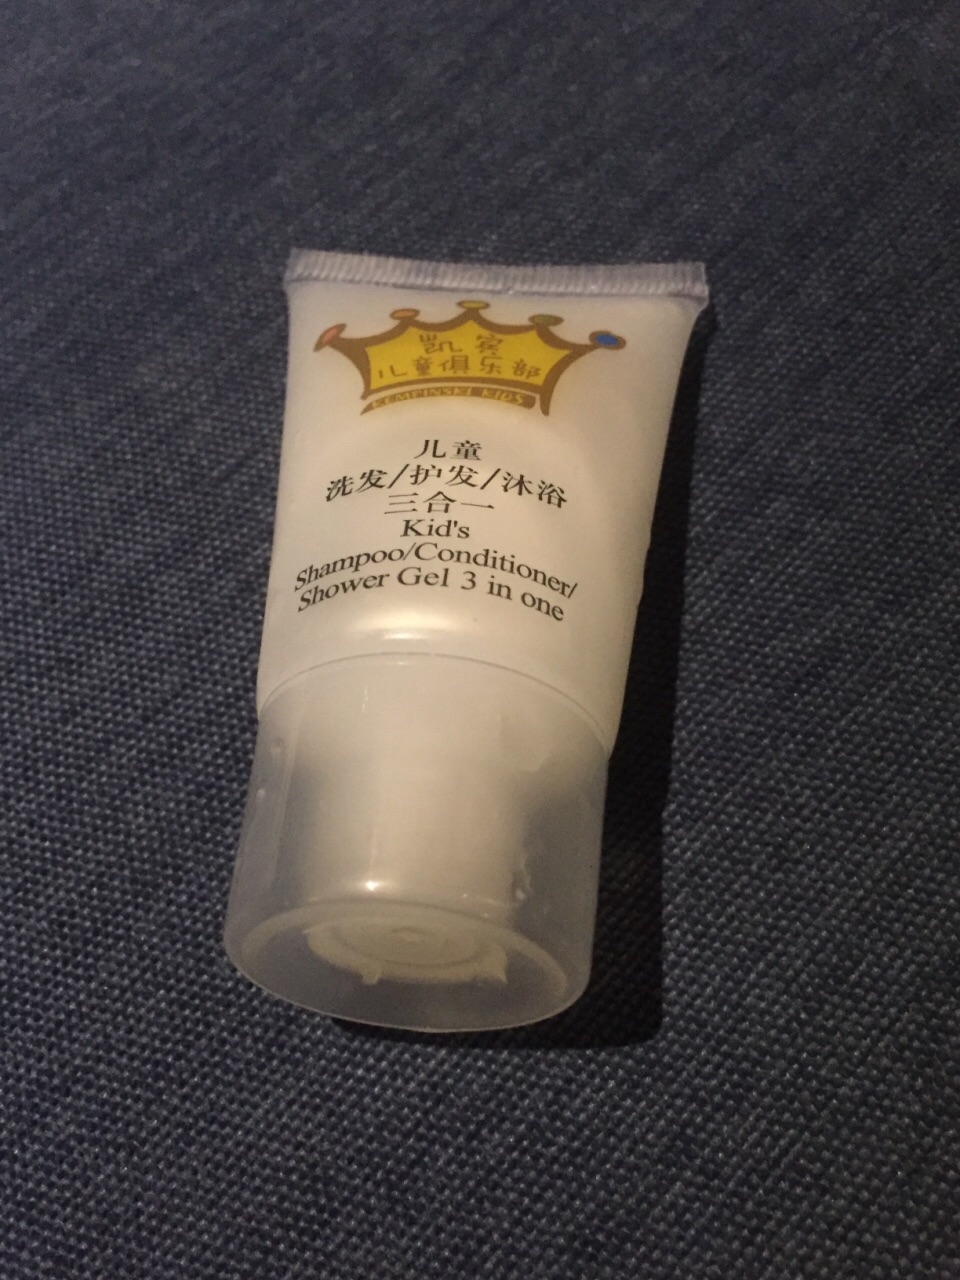 凯宾
儿童俱乐部
KEMPINSKI KIDS
儿童
洗发/护发/沐浴
三合一
Kid's
Shampoo/Conditioner/
Shower Gel 3 in one